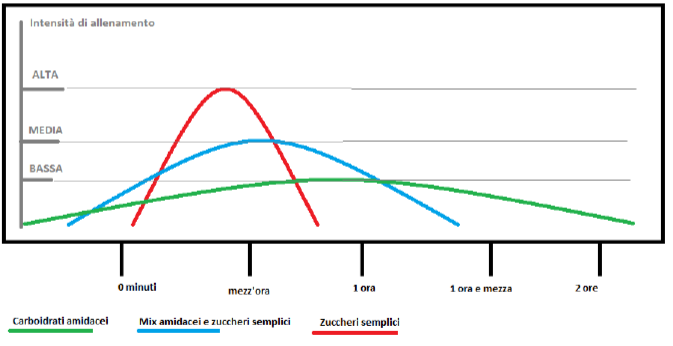 Intensità di allenamento
ALTA
MEDIA
BASSA
0 minuti
mezz'ora
1 ora
1 ora e mezza
2 ore
Carboidrati amidacei
Mix amidacei e zuccheri semplici
Zuccheri semplici